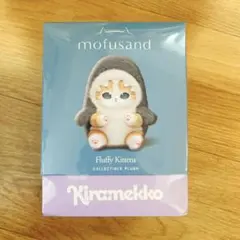 mofusand
Fluffy Kittens
COLLECTIBLE PLUSH
Kiramekko